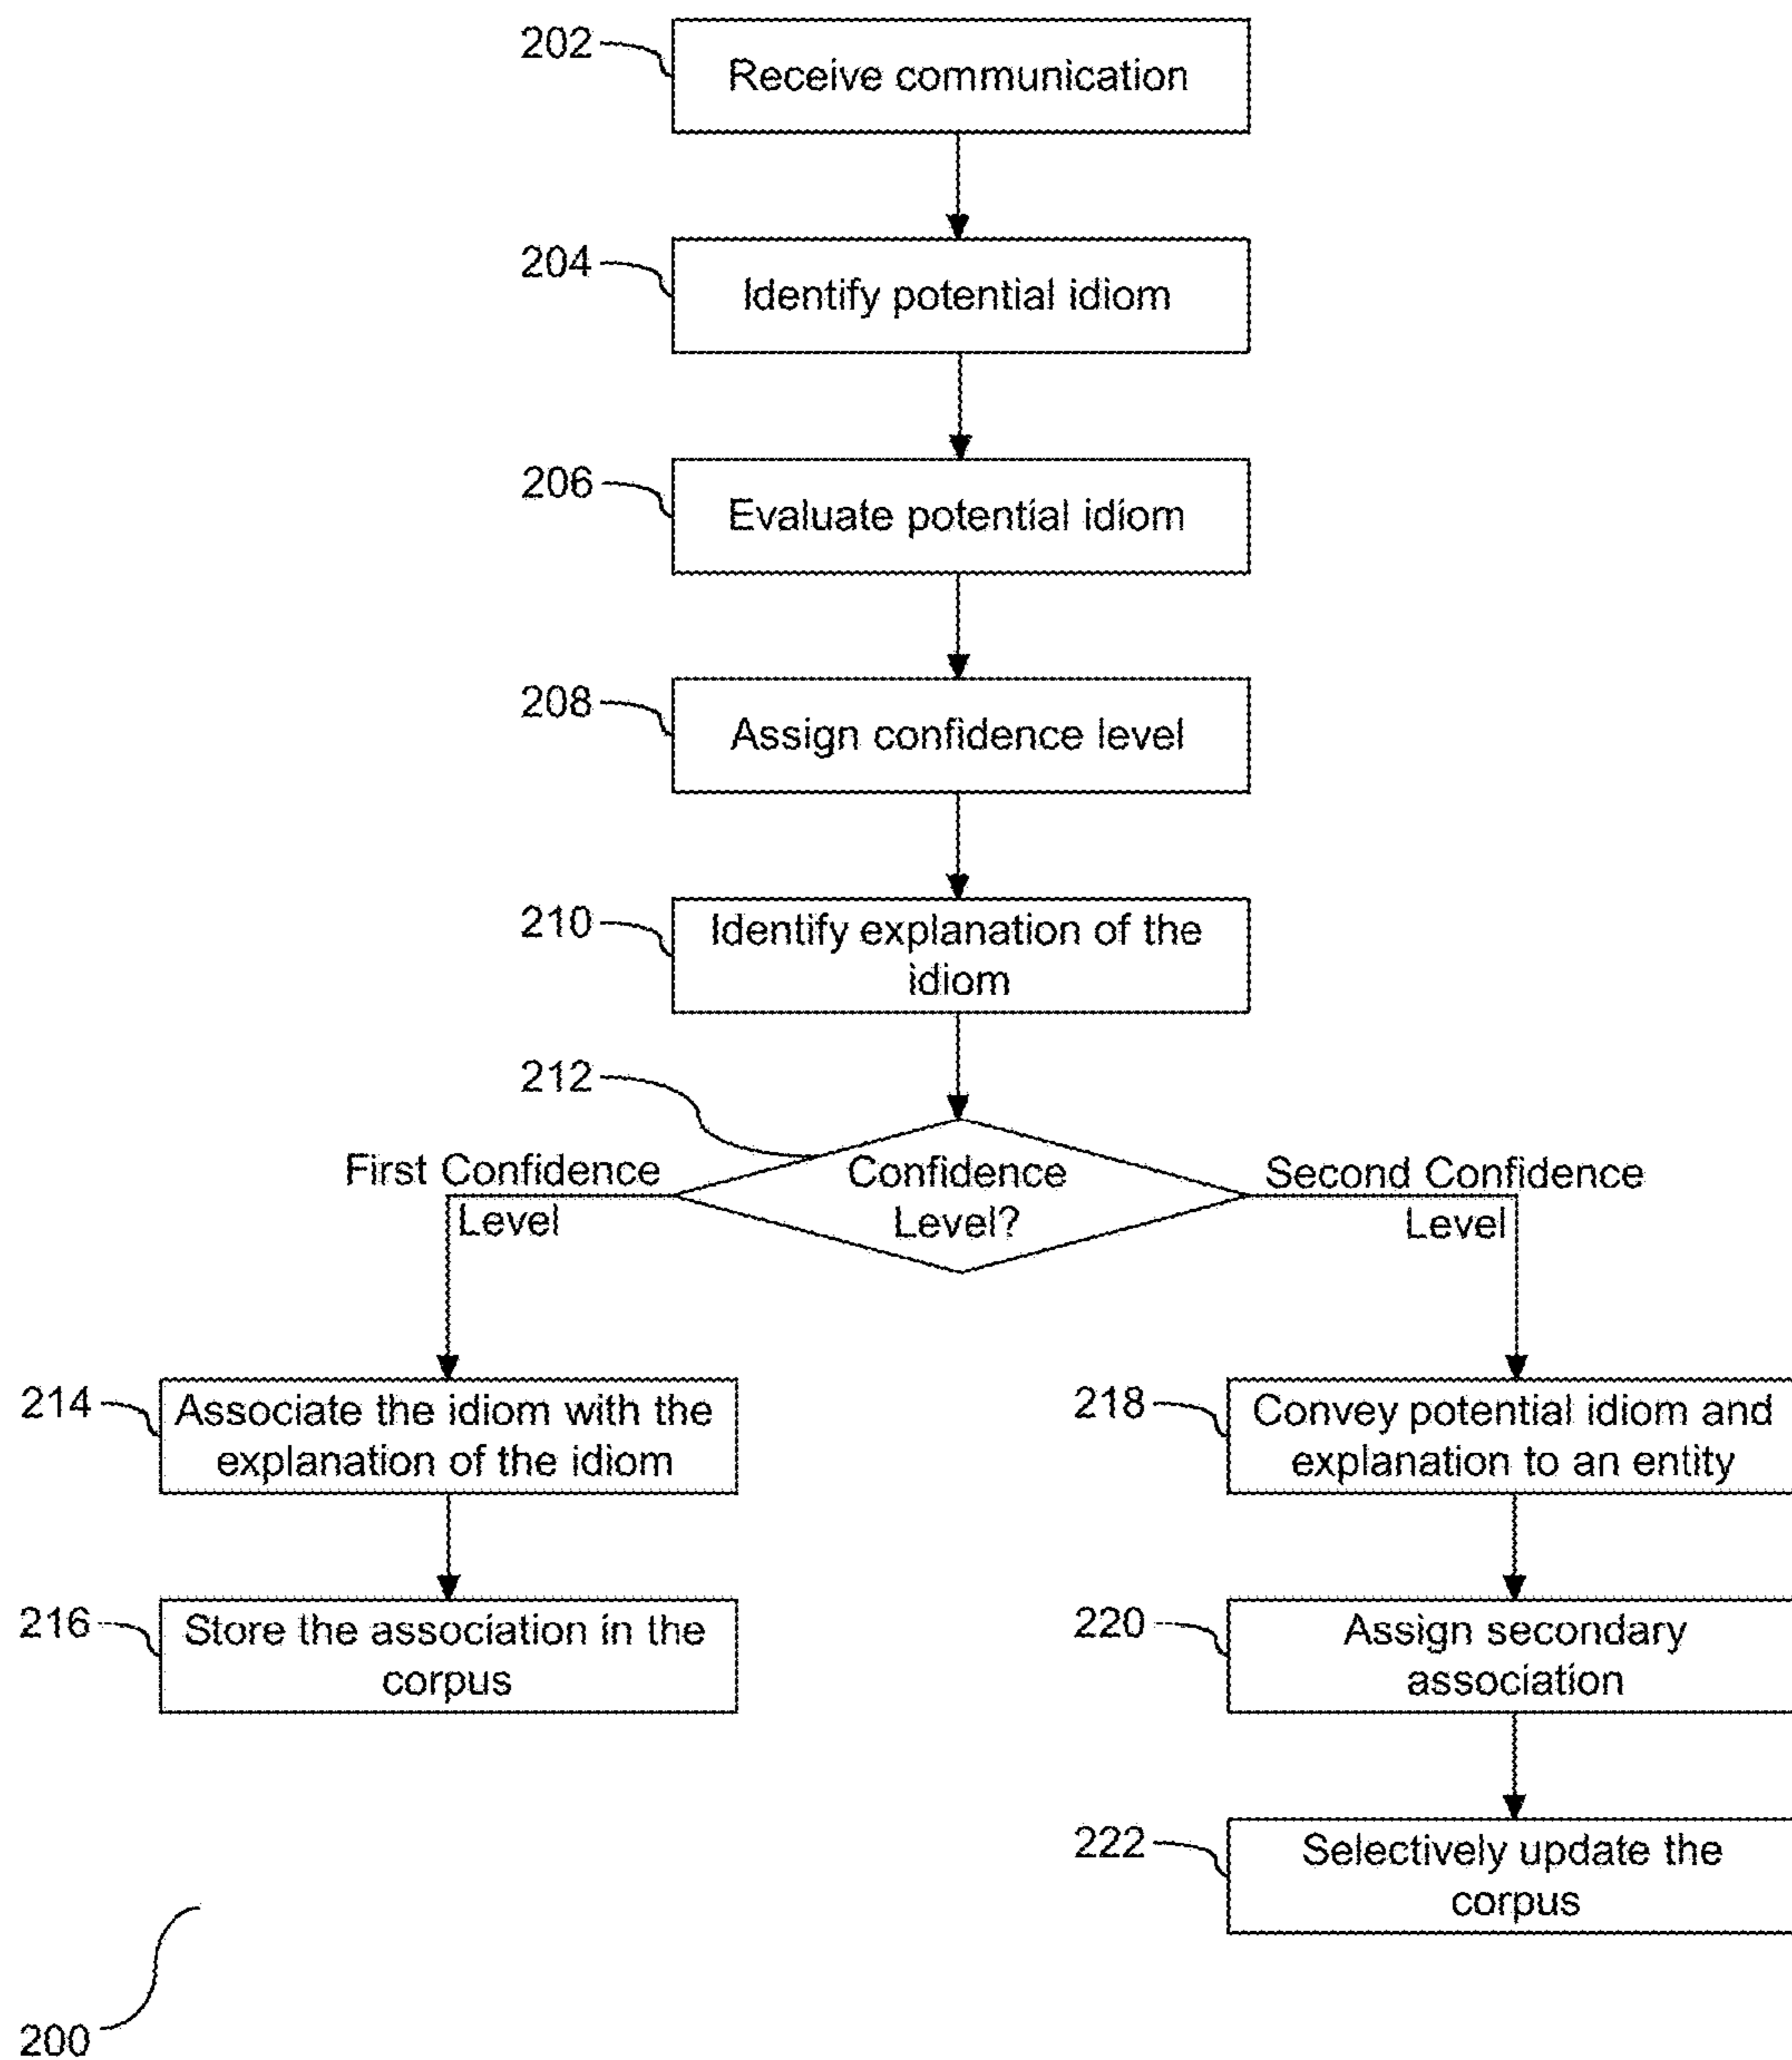 202
Receive communication
204
Identify potential idiom
206
Evaluate potential idiom
208
Assign confidence level
210
Identify explanation of the
idiom
212
First Confidence
Level
Confidence
Level?
Second Confidence
Level
214
Associate the idiom with the
explanation of the idiom
216
Store the association in the
corpus
218
Convey potential idiom and
explanation to an entity
220
Assign secondary
association
222
Selectively update the
corpus
200